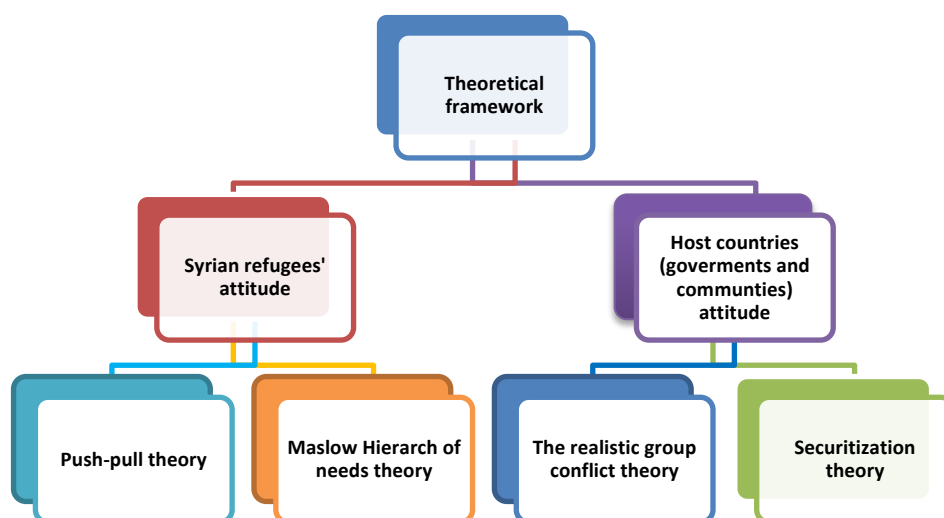 Theoretical
framework
Syrian refugees'
attitude
Host countries
(goverments and
communties)
attitude
Push-pull theory
Maslow Hierarch of
needs theory
The realistic group
conflict theory
Securitization
theory